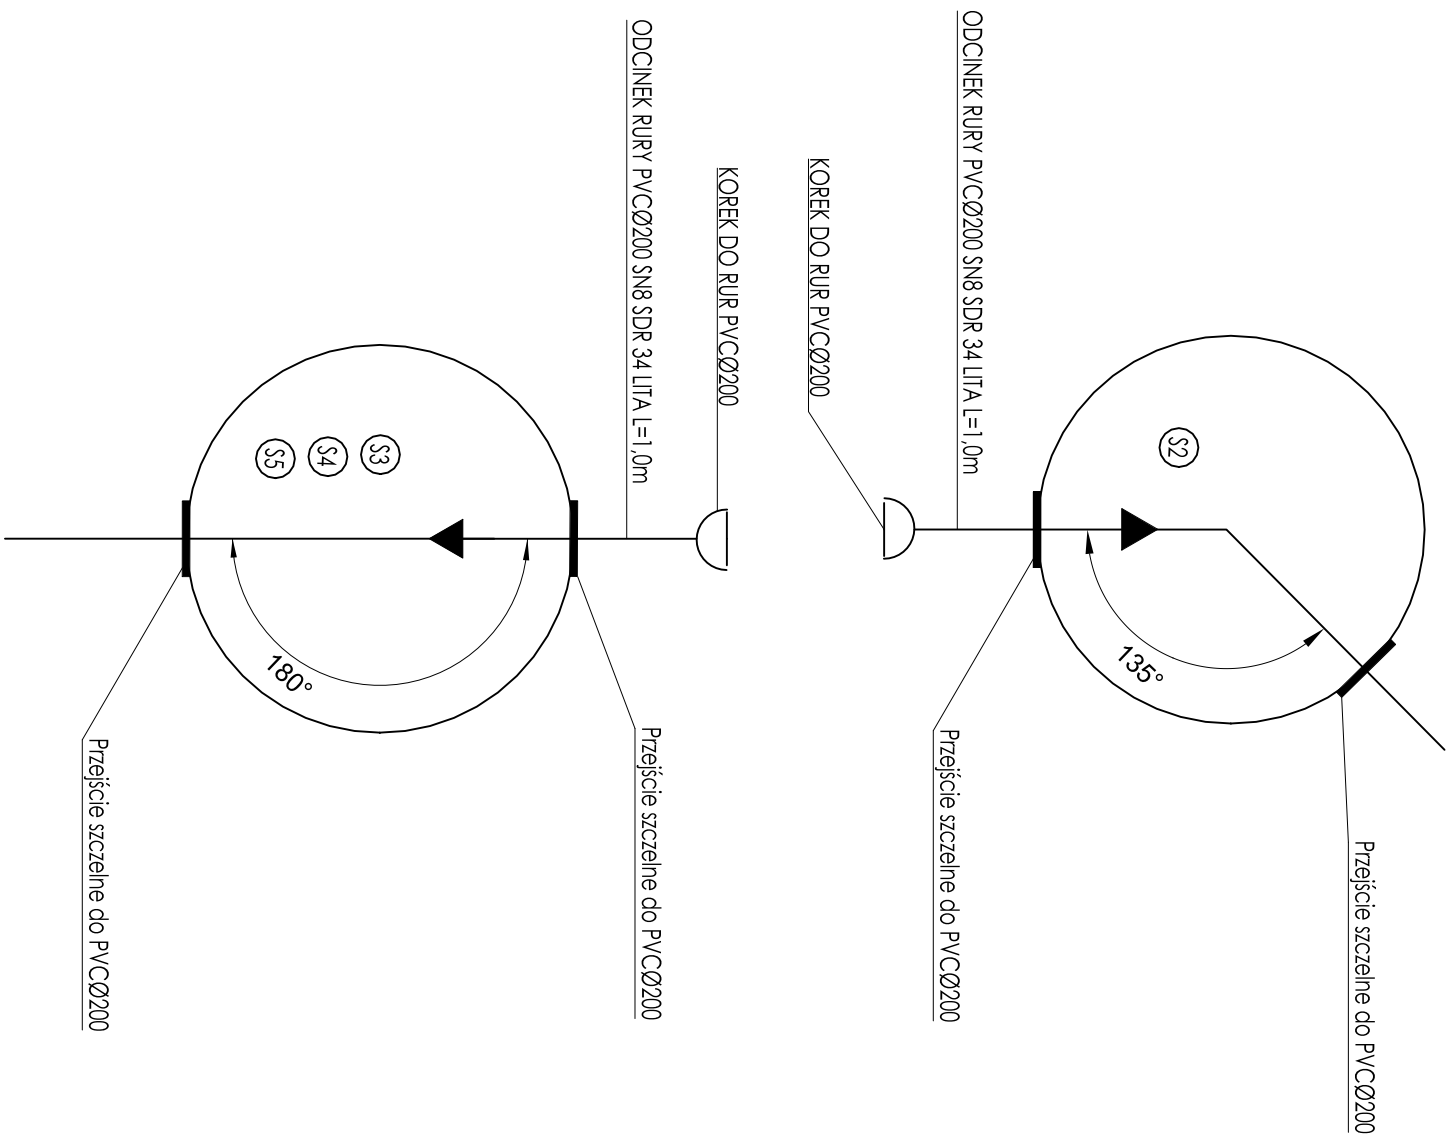 ODCINEK RURY PVCØ200 SN8 SDR 34 LITA L=1,0m
KOREK DO RUR PVCØ200
S2
135°
Przejście szczelne do PVCØ200
Przejście szczelne do PVCØ200
KOREK DO RUR PVCØ200
ODCINEK RURY PVCØ200 SN8 SDR 34 LITA L=1,0m
S3
S4
S5
180°
Przejście szczelne do PVCØ200
Przejście szczelne do PVCØ200